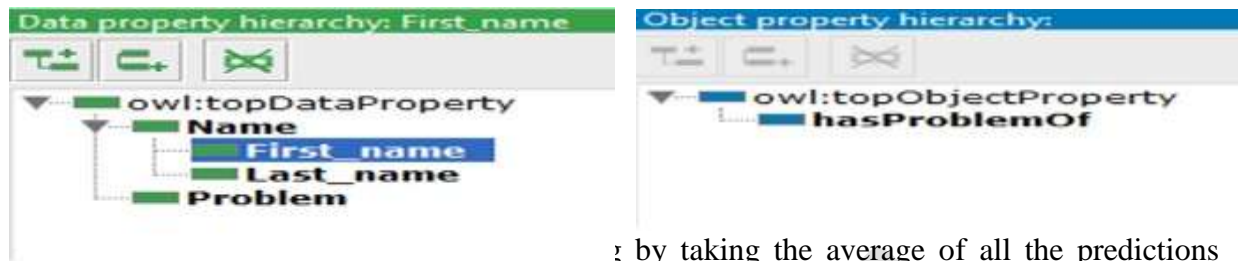 Data property hierarchy: First_name
owl:topDataProperty
Name
First_name
Last_name
Problem
Object property hierarchy:
owl:topObjectProperty
hasProblemOf
by taking the average of all the predictions